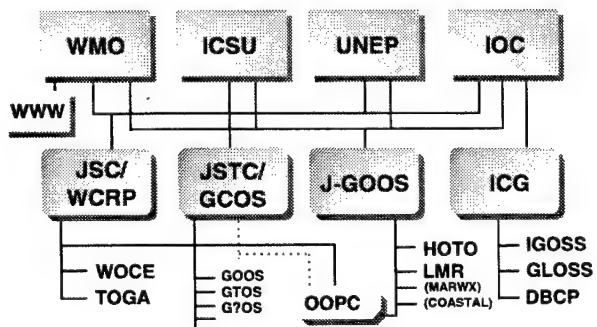 WMO
ICSU
UNEP
IOC
WWW
JSC/
WCRP
JSTC/
GCOS
J-GOOS
ICG
WOCE
TOGA
GOOS
GTOS
G?OS
OOPC
HOTO
LMR
(MARWX)
(COASTAL)
IGOSS
GLOSS
DBCP